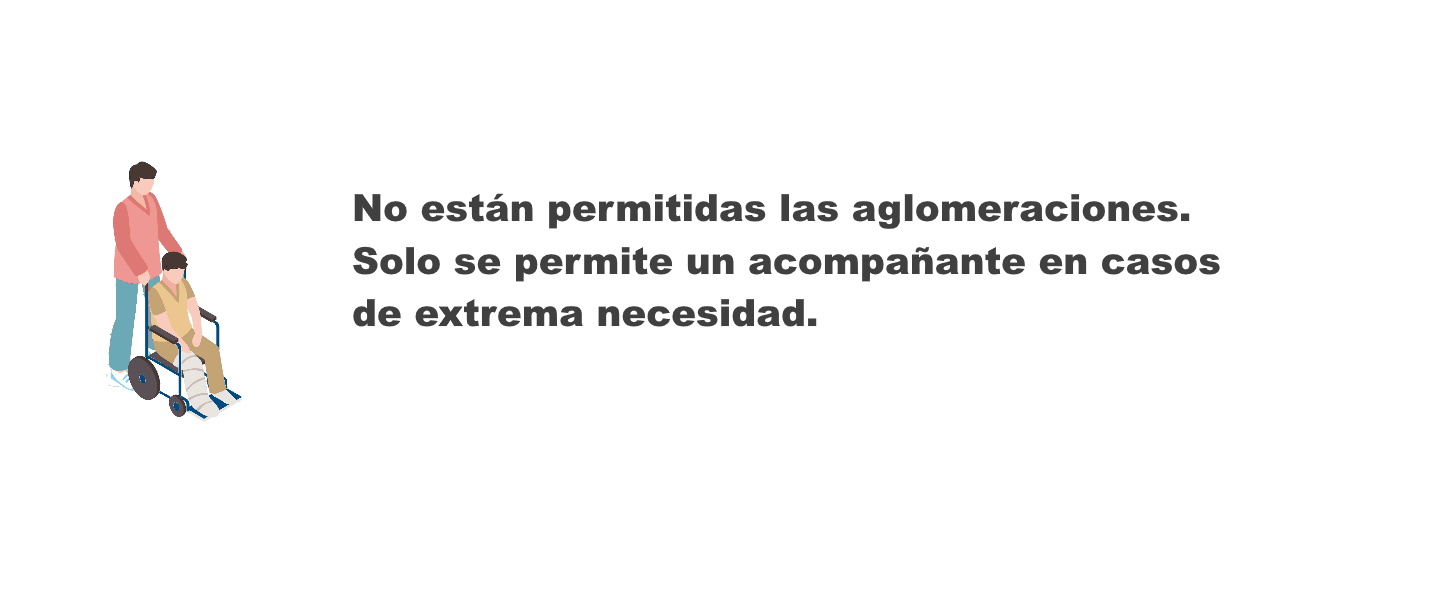 No están permitidas las aglomeraciones.
Solo se permite un acompañante en casos
de extrema necesidad.